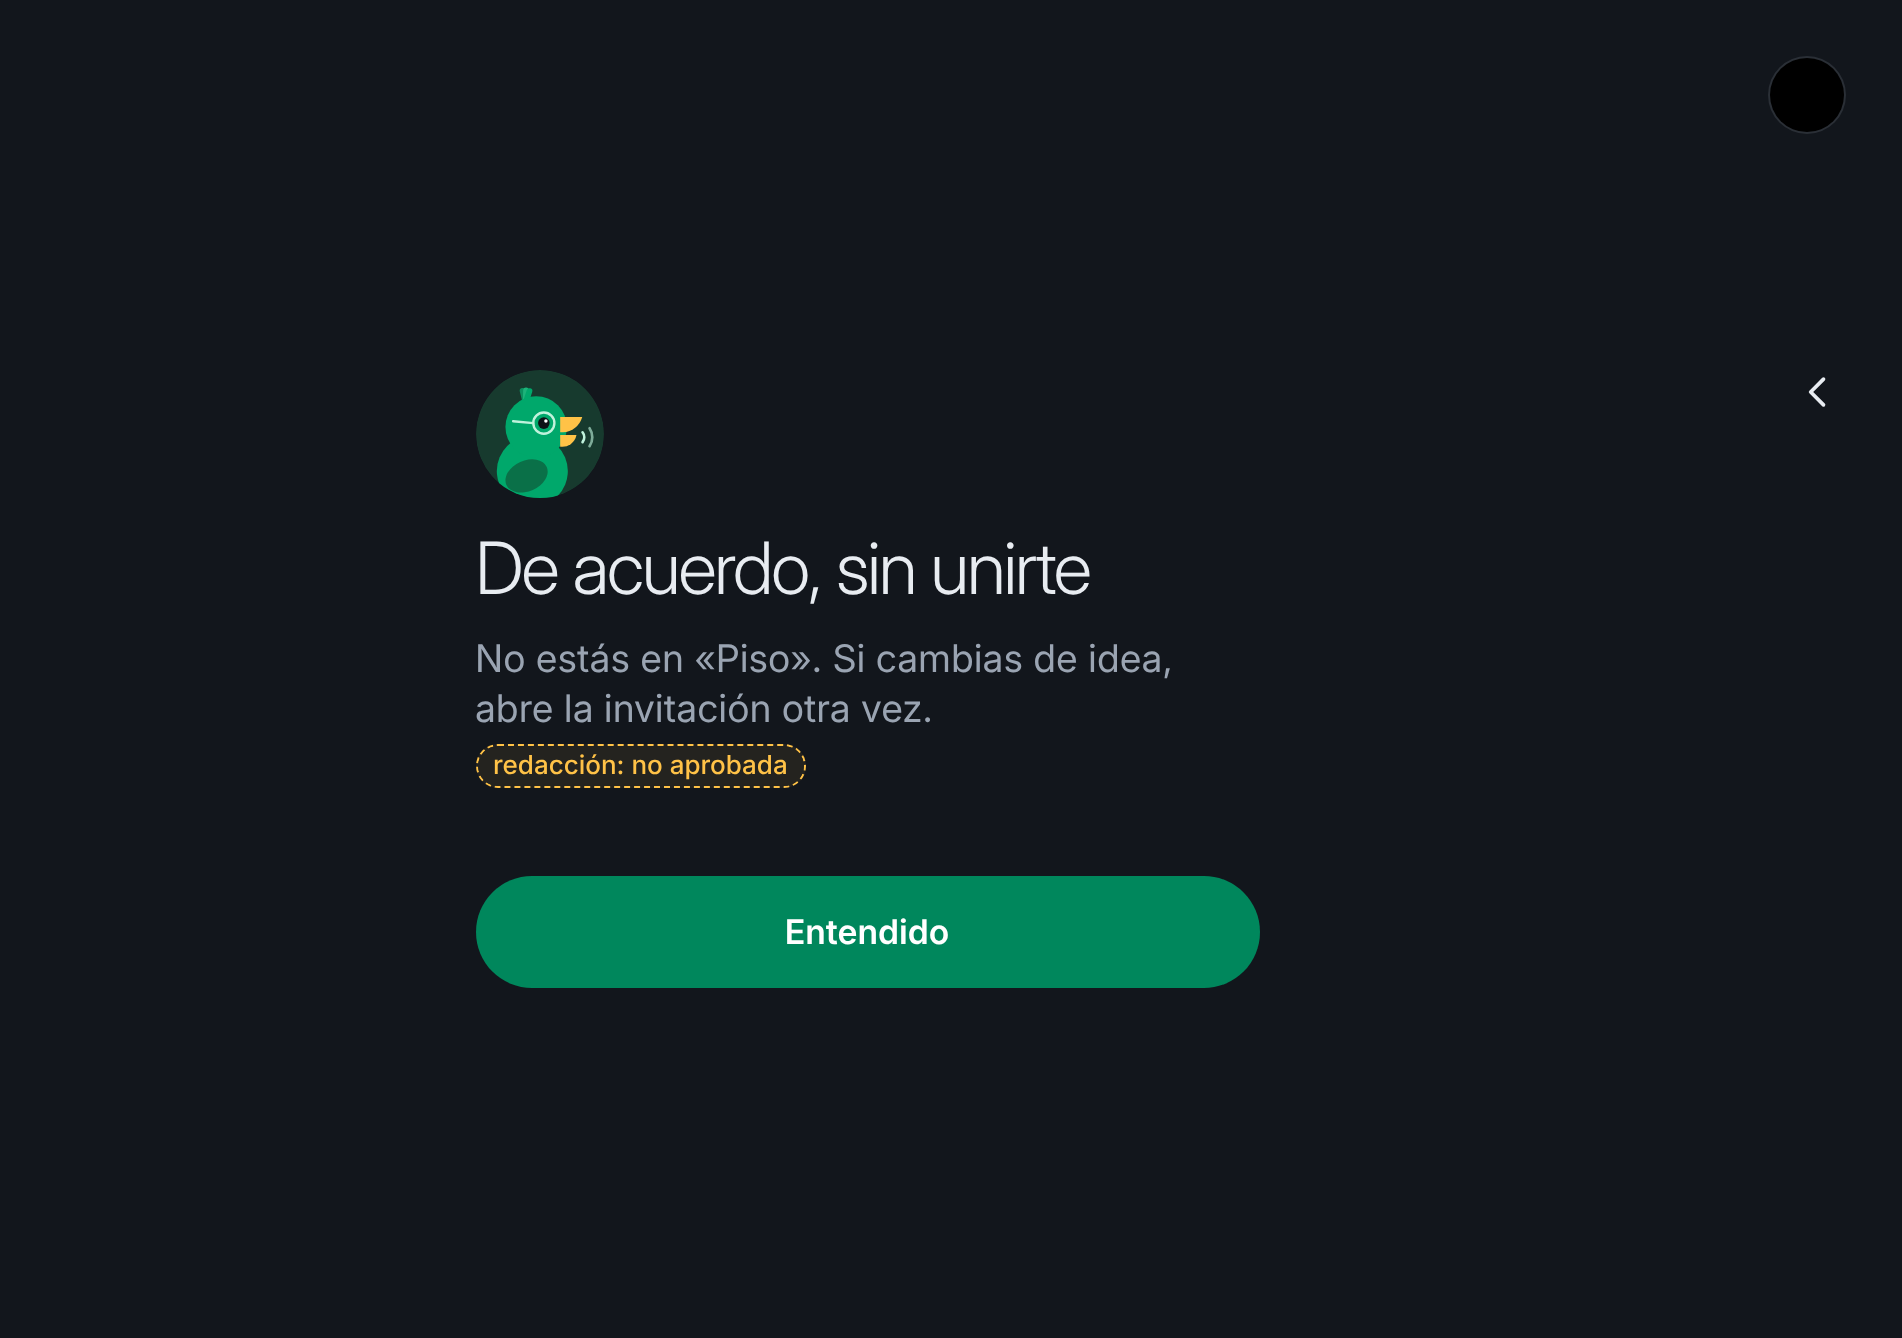 De acuerdo, sin unirte
No estás en «Piso». Si cambias de idea,
abre la invitación otra vez.
redacción: no aprobada
Entendido